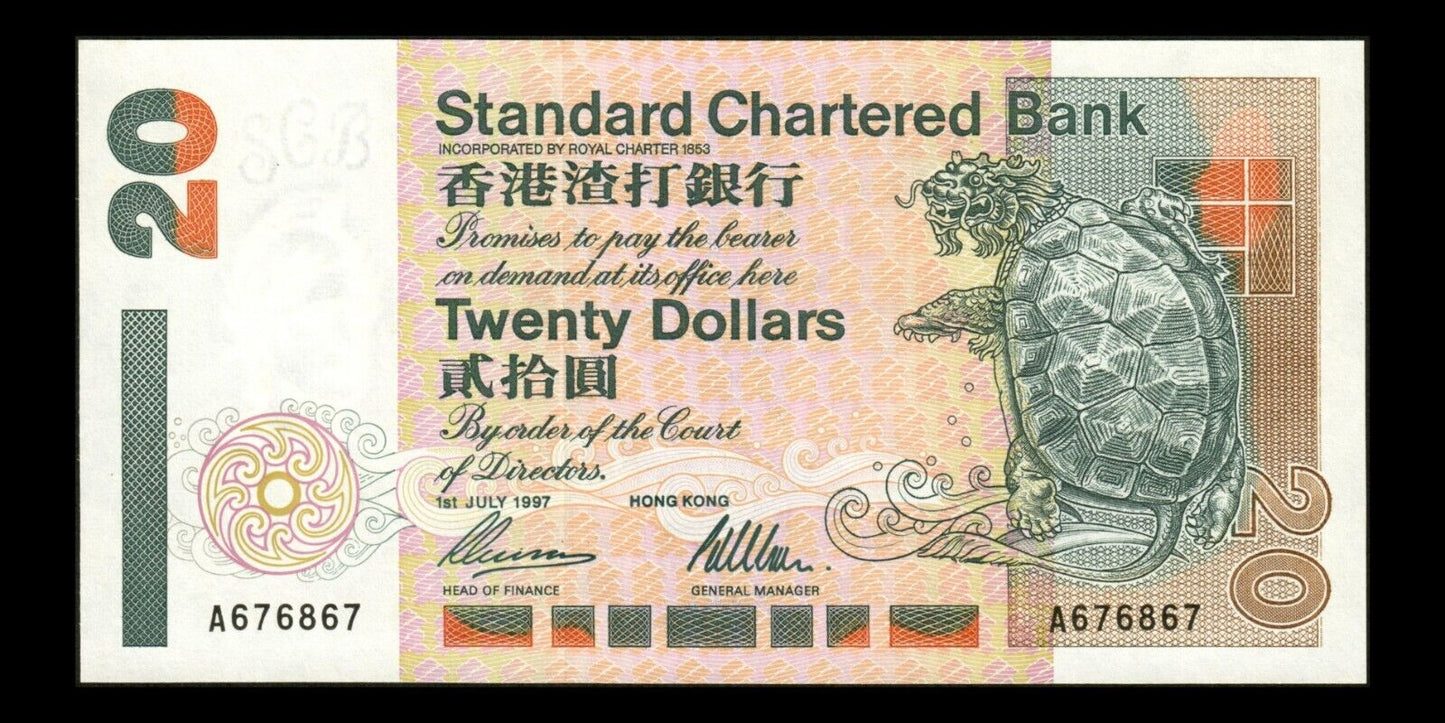 20
Standard Chartered Bank
INCORPORATED BY ROYAL CHARTER 1853
香港渣打銀行
Promises to pay the bearer
on demand at its office here
Twenty Dollars
貳拾圓
By order of the Court
of Directors.
1st JULY 1997 HONG KONG
HEAD OF FINANCE GENERAL MANAGER
A676867 A676867
20